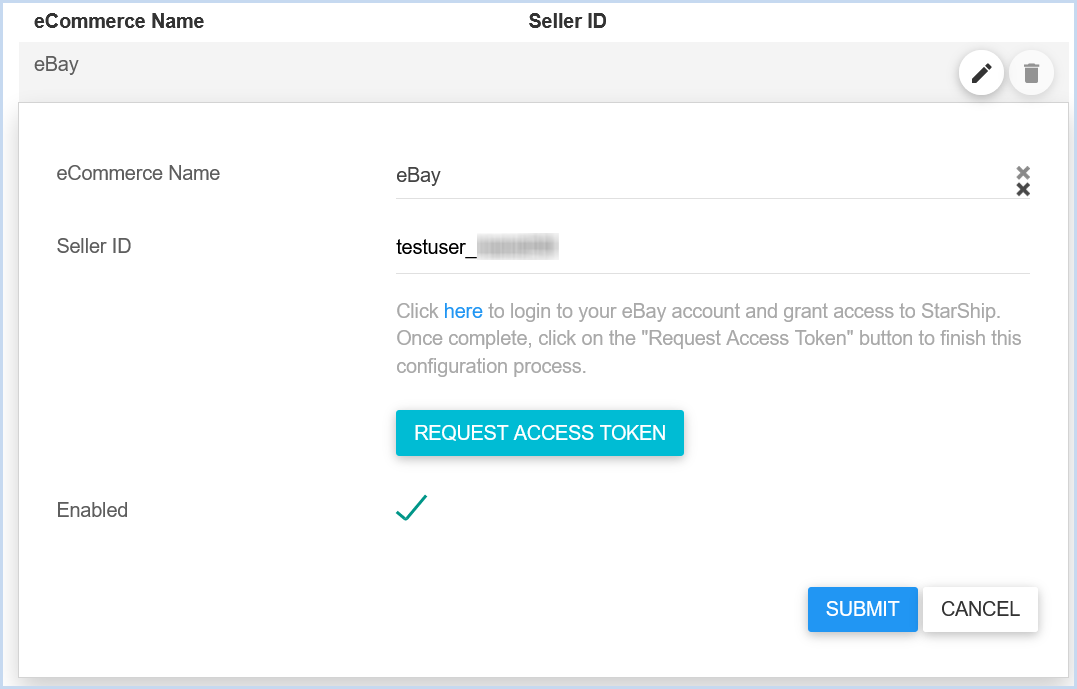 eCommerce Name Seller ID
eBay
eCommerce Name eBay
Seller ID testuser_
Click here to login to your eBay account and grant access to StarShip.
Once complete, click on the "Request Access Token" button to finish this
configuration process.
REQUEST ACCESS TOKEN
Enabled
SUBMIT CANCEL